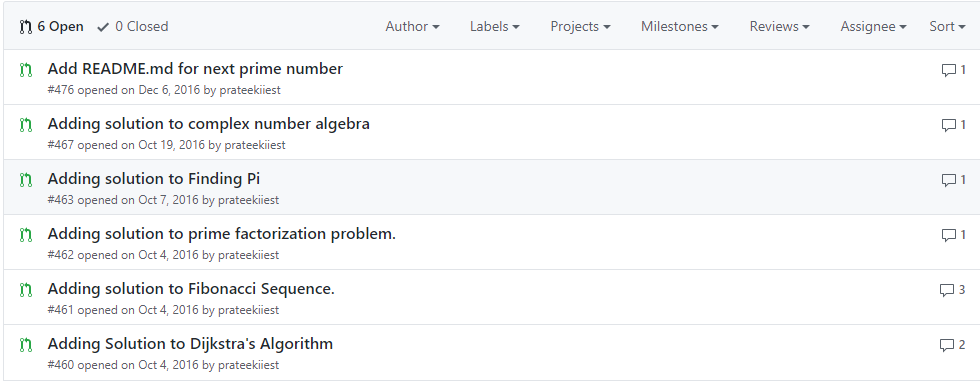 6 Open 0 Closed Author Labels Projects Milestones Reviews Assignee Sort
Add README.md for next prime number 1
#476 opened on Dec 6, 2016 by prateekiiest
Adding solution to complex number algebra 1
#467 opened on Oct 19, 2016 by prateekiiest
Adding solution to Finding Pi 1
#463 opened on Oct 7, 2016 by prateekiiest
Adding solution to prime factorization problem. 1
#462 opened on Oct 4, 2016 by prateekiiest
Adding solution to Fibonacci Sequence. 3
#461 opened on Oct 4, 2016 by prateekiiest
Adding Solution to Dijkstra's Algorithm 2
#460 opened on Oct 4, 2016 by prateekiiest